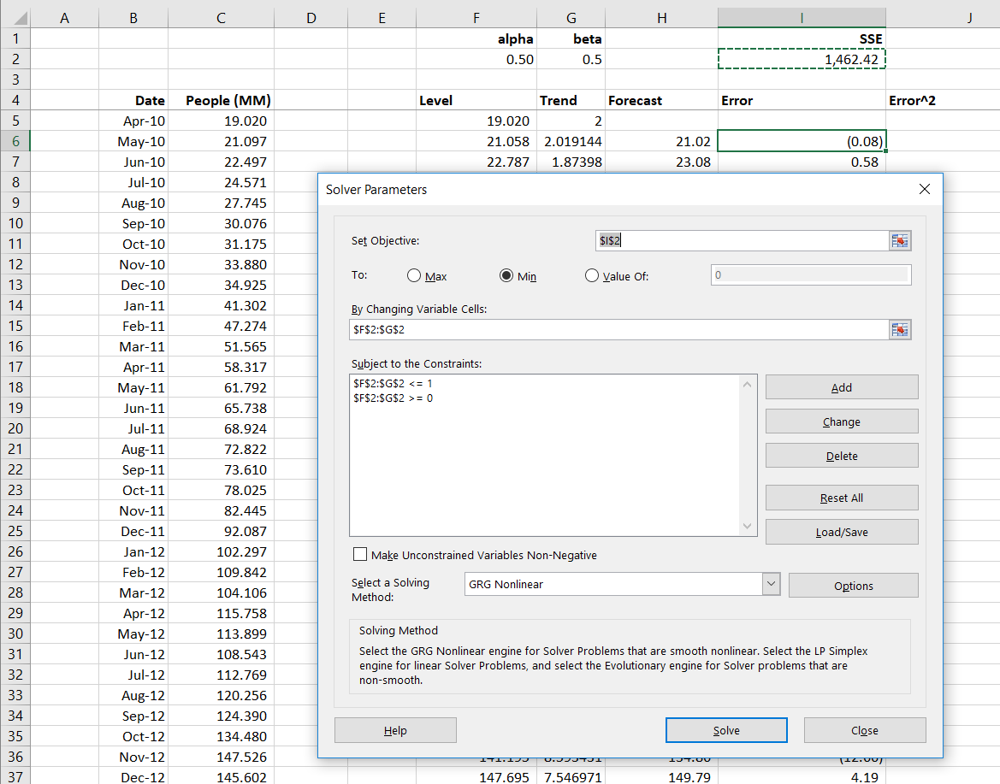 A B C D E F G H I J
1 alpha beta SSE
2 0.50 0.5 1,462.42
3
4 Date People (MM) Level Trend Forecast Error Error^2
5 Apr-10 19.020 19.020 2
6 May-10 21.097 21.058 2.019144 21.02 (0.08)
7 Jun-10 22.497 22.787 1.87398 23.08 0.58
8 Jul-10 24.571
9 Aug-10 27.745
10 Sep-10 30.076
11 Oct-10 31.175
12 Nov-10 33.880
13 Dec-10 34.925
14 Jan-11 41.302
15 Feb-11 47.274
16 Mar-11 51.565
17 Apr-11 58.317
18 May-11 61.792
19 Jun-11 65.738
20 Jul-11 68.924
21 Aug-11 72.822
22 Sep-11 73.610
23 Oct-11 78.025
24 Nov-11 82.445
25 Dec-11 92.087
26 Jan-12 102.297
27 Feb-12 109.842
28 Mar-12 104.106
29 Apr-12 115.758
30 May-12 113.899
31 Jun-12 108.543
32 Jul-12 112.769
33 Aug-12 120.256
34 Sep-12 124.390
35 Oct-12 134.480
36 Nov-12 147.526
37 Dec-12 145.602 147.695 7.546971 149.79 4.19
Solver Parameters
Set Objective: $I$2
To: Max Min Value Of: 0
By Changing Variable Cells:
$F$2:$G$2
Subject to the Constraints:
$F$2:$G$2 <= 1
$F$2:$G$2 >= 0
Add
Change
Delete
Reset All
Load/Save
Make Unconstrained Variables Non-Negative
Select a Solving
Method:
GRG Nonlinear
Options
Solving Method
Select the GRG Nonlinear engine for Solver Problems that are smooth nonlinear. Select the LP Simplex
engine for linear Solver Problems, and select the Evolutionary engine for Solver problems that are
non-smooth.
Help Solve Close